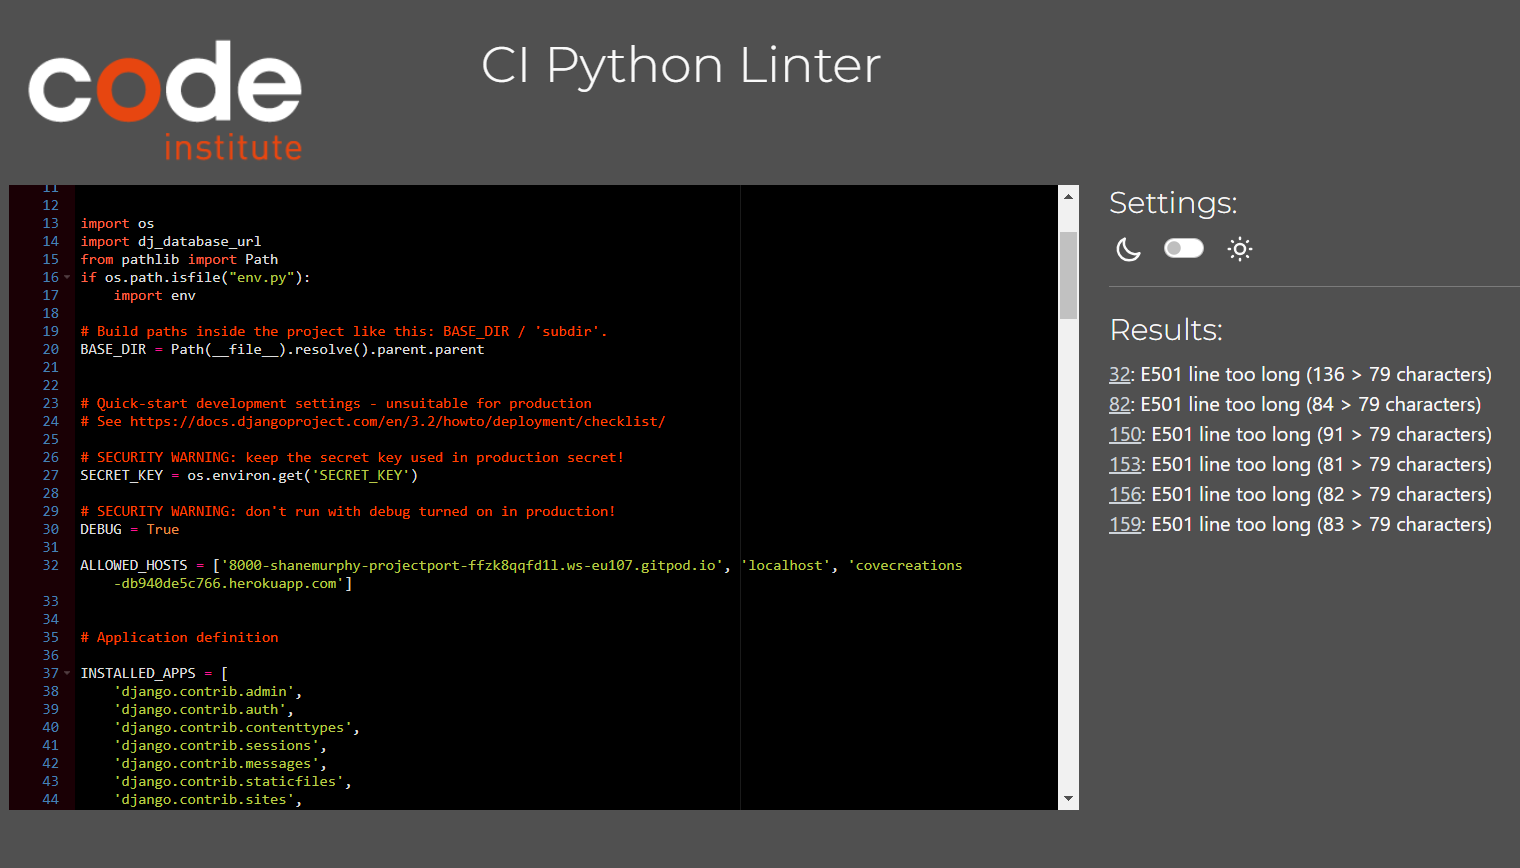 code
institute
CI Python Linter
11
12
13 import os
14 import dj_database_url
15 from pathlib import Path
16 if os.path.isfile("env.py"):
17     import env
18
19 # Build paths inside the project like this: BASE_DIR / 'subdir'.
20 BASE_DIR = Path(__file__).resolve().parent.parent
21
22
23 # Quick-start development settings - unsuitable for production
24 # See https://docs.djangoproject.com/en/3.2/howto/deployment/checklist/
25
26 # SECURITY WARNING: keep the secret key used in production secret!
27 SECRET_KEY = os.environ.get('SECRET_KEY')
28
29 # SECURITY WARNING: don't run with debug turned on in production!
30 DEBUG = True
31
32 ALLOWED_HOSTS = ['8000-shanemurphy-projectport-ffzk8qqfd1l.ws-eu107.gitpod.io', 'localhost', 'covecreations
-db940de5c766.herokuapp.com']
33
34
35 # Application definition
36
37 INSTALLED_APPS = [
38     'django.contrib.admin',
39     'django.contrib.auth',
40     'django.contrib.contenttypes',
41     'django.contrib.sessions',
42     'django.contrib.messages',
43     'django.contrib.staticfiles',
44     'django.contrib.sites',
Settings:
Results:
32: E501 line too long (136 > 79 characters)
82: E501 line too long (84 > 79 characters)
150: E501 line too long (91 > 79 characters)
153: E501 line too long (81 > 79 characters)
156: E501 line too long (82 > 79 characters)
159: E501 line too long (83 > 79 characters)